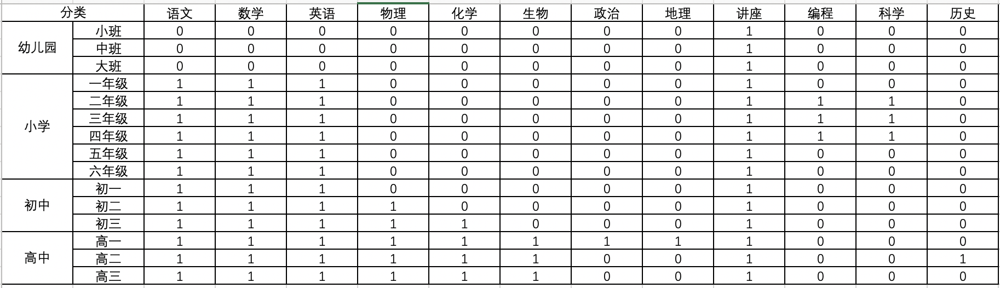 分类 语文 数学 英语 物理 化学 生物 政治 地理 讲座 编程 科学 历史
幼儿园 小班 0 0 0 0 0 0 0 0 1 0 0 0
中班 0 0 0 0 0 0 0 0 1 0 0 0
大班 0 0 0 0 0 0 0 0 1 0 0 0
小学 一年级 1 1 1 0 0 0 0 0 1 0 0 0
二年级 1 1 1 0 0 0 0 0 1 1 1 0
三年级 1 1 1 0 0 0 0 0 1 1 1 0
四年级 1 1 1 0 0 0 0 0 1 1 1 0
五年级 1 1 1 0 0 0 0 0 1 0 0 0
六年级 1 1 1 0 0 0 0 0 1 0 0 0
初中 初一 1 1 1 0 0 0 0 0 1 0 0 0
初二 1 1 1 1 0 0 0 0 1 0 0 0
初三 1 1 1 1 1 0 0 0 1 0 0 0
高中 高一 1 1 1 1 1 1 1 1 1 0 0 0
高二 1 1 1 1 1 1 0 0 1 0 0 1
高三 1 1 1 1 1 1 0 0 1 0 0 0